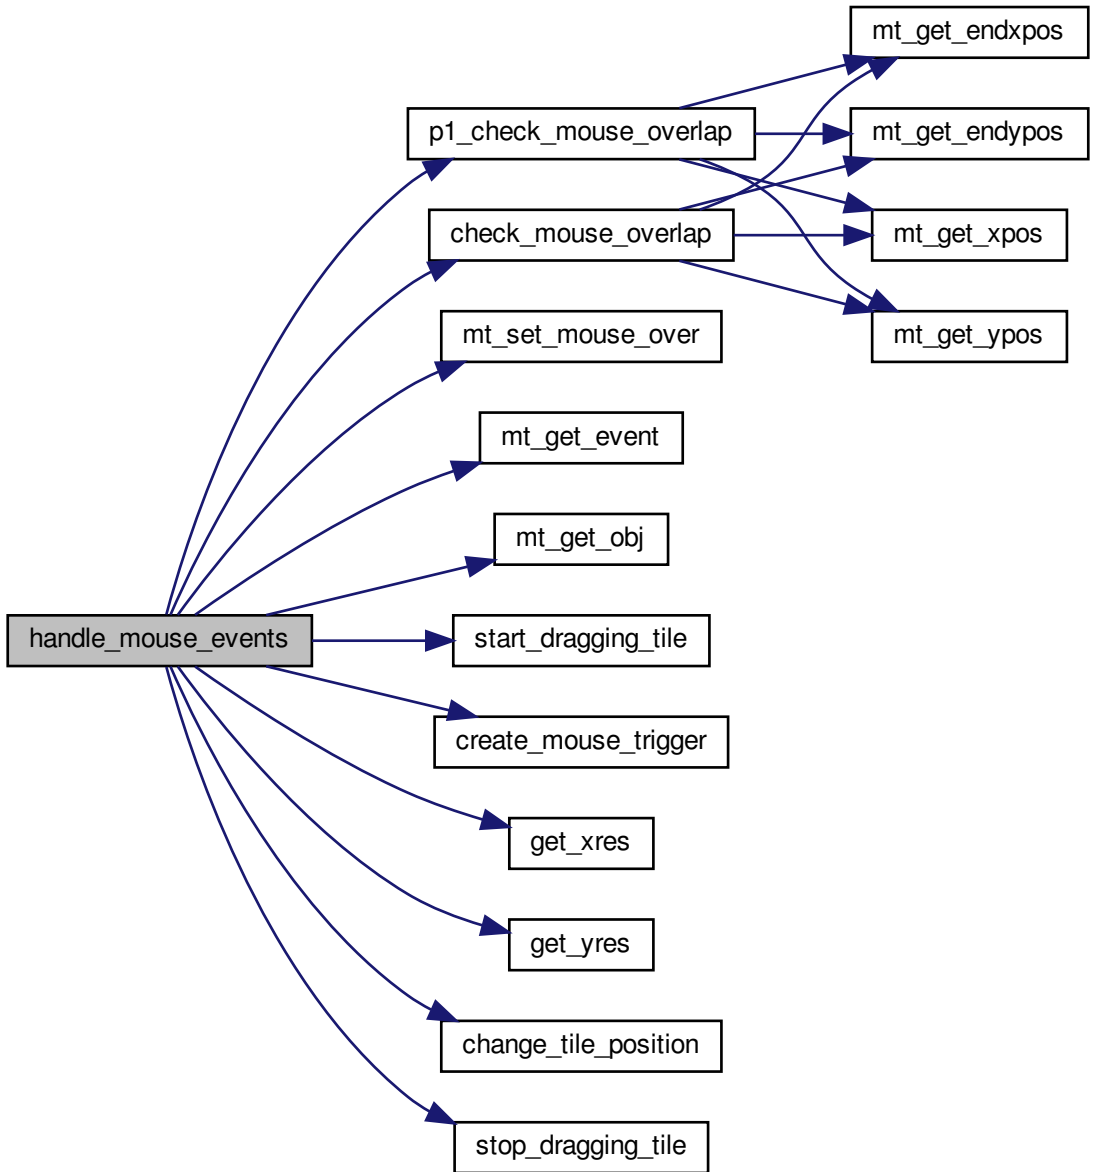 mt_get_endxpos
p1_check_mouse_overlap
mt_get_endypos
check_mouse_overlap
mt_get_xpos
mt_set_mouse_over
mt_get_ypos
mt_get_event
mt_get_obj
handle_mouse_events
start_dragging_tile
create_mouse_trigger
get_xres
get_yres
change_tile_position
stop_dragging_tile